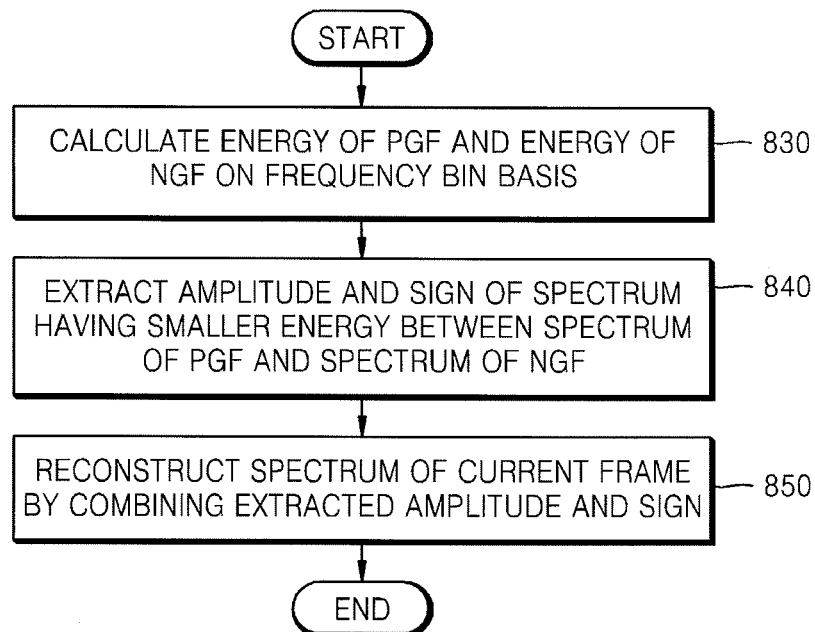 START
CALCULATE ENERGY OF PGF AND ENERGY OF
NGF ON FREQUENCY BIN BASIS
830
EXTRACT AMPLITUDE AND SIGN OF SPECTRUM
HAVING SMALLER ENERGY BETWEEN SPECTRUM
OF PGF AND SPECTRUM OF NGF
840
RECONSTRUCT SPECTRUM OF CURRENT FRAME
BY COMBINING EXTRACTED AMPLITUDE AND SIGN
850
END